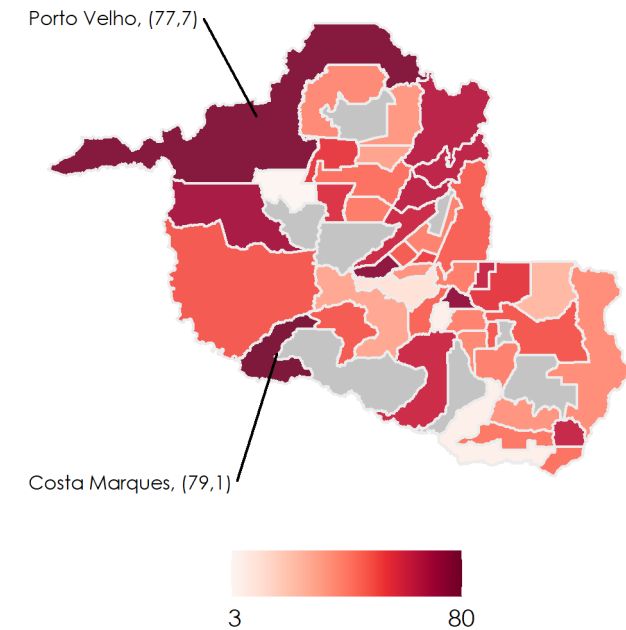 Porto Velho, (77,7)
Costa Marques, (79,1)
3 80